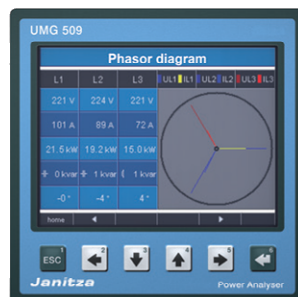 UMG 509
Phasor diagram
L1 L2 L3 UL1 IL1 UL2 IL2 UL3 IL3
221 V 224 V 221 V
101 A 89 A 72 A
21.5 kW 19.2 kW 15.0 kW
0 kvar 1 kvar 1 kvar
-0 ° -4 ° 4 °
home
ESC 1 2 3 4 5 6
Janitza Power Analyser